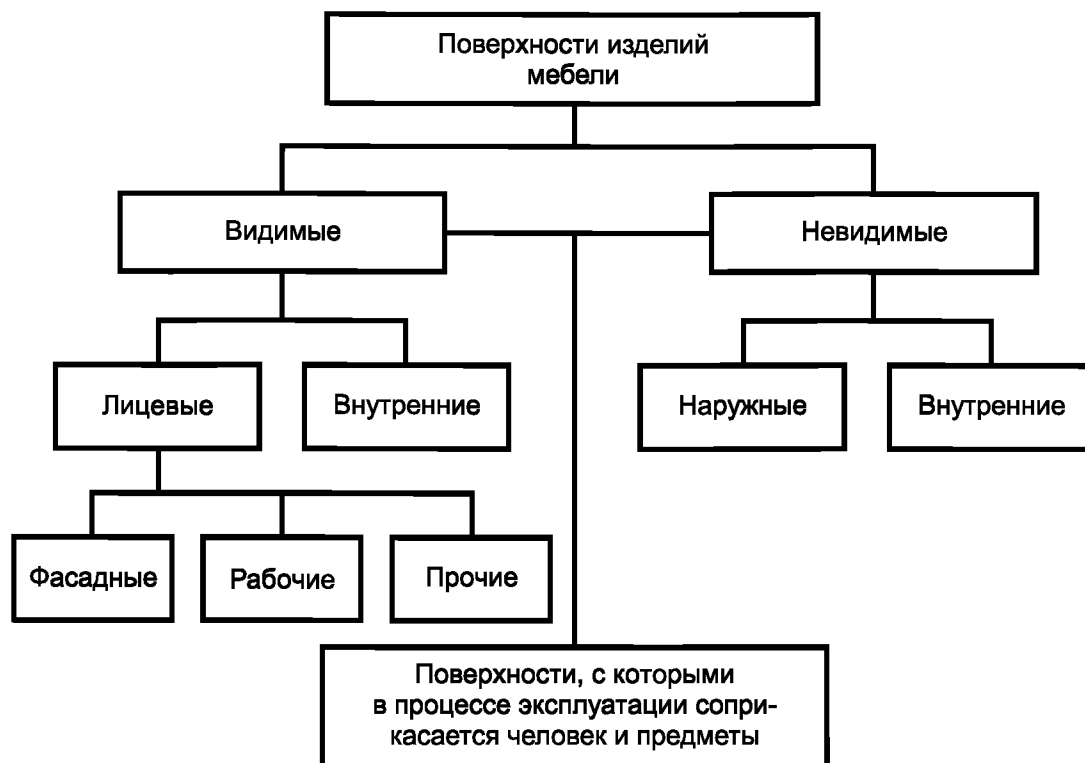 Поверхности изделий
мебели
Видимые
Невидимые
Лицевые
Внутренние
Наружные
Внутренние
Фасадные
Рабочие
Прочие
Поверхности, с которыми
в процессе эксплуатации сопри-
касается человек и предметы